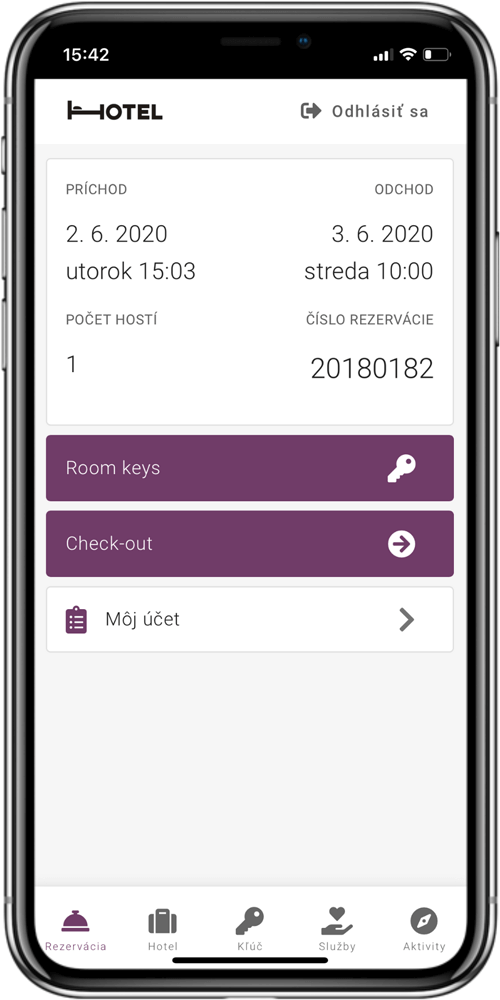 15:42
HOTEL
Odhlásiť sa
PRÍCHOD
ODCHOD
2. 6. 2020
3. 6. 2020
utorok 15:03
streda 10:00
POČET HOSTÍ
ČÍSLO REZERVÁCIE
1
20180182
Room keys
Check-out
Môj účet
Rezervácia
Hotel
Kľúč
Služby
Aktivity